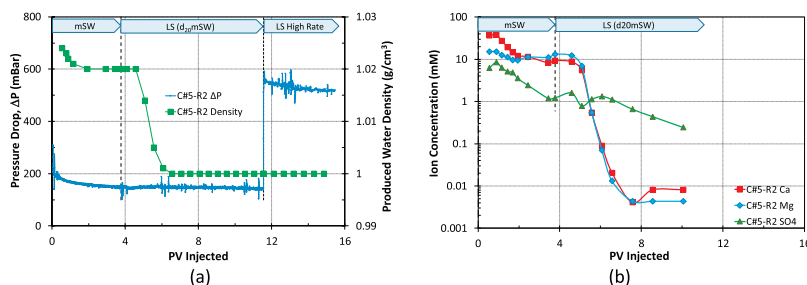 mSW
LS (d20mSW)
LS High Rate
800
600
400
200
0
Pressure Drop, ΔP (mBar)
1.03
1.02
1.01
1
0.99
Produced Water Density (g/cm³)
C#5-R2 ΔP
C#5-R2 Density
0
4
8
12
16
PV Injected
(a)
mSW
LS (d20mSW)
100
10
1
0.1
0.01
0.001
Ion Concentration (mM)
C#5-R2 Ca
C#5-R2 Mg
C#5-R2 SO4
0
4
8
12
16
PV Injected
(b)